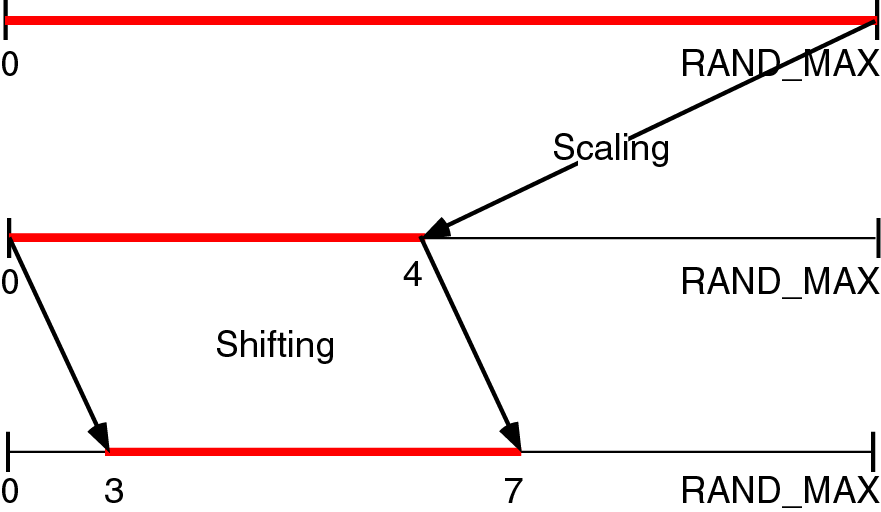 0 RAND_MAX
Scaling
0 4 RAND_MAX
Shifting
0 3 7 RAND_MAX